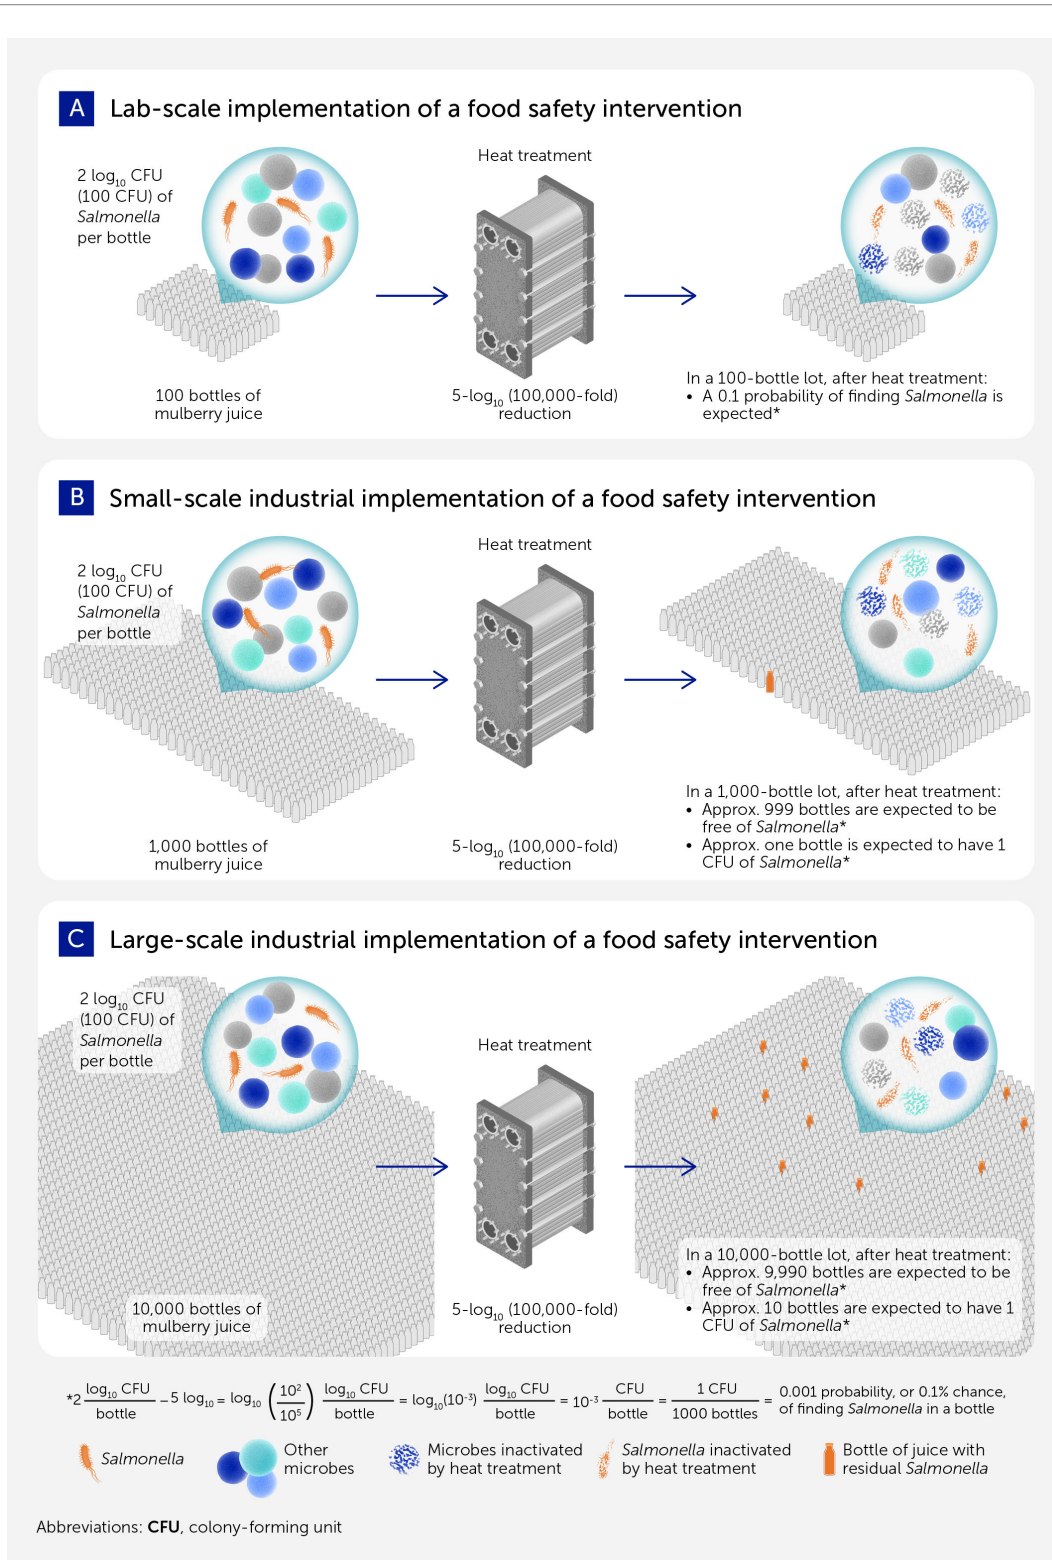 A Lab-scale implementation of a food safety intervention
2 log10 CFU
(100 CFU) of
Salmonella
per bottle
Heat treatment
100 bottles of
mulberry juice
5-log10 (100,000-fold)
reduction
In a 100-bottle lot, after heat treatment:
• A 0.1 probability of finding Salmonella is
expected*
B Small-scale industrial implementation of a food safety intervention
2 log10 CFU
(100 CFU) of
Salmonella
per bottle
Heat treatment
1,000 bottles of
mulberry juice
5-log10 (100,000-fold)
reduction
In a 1,000-bottle lot, after heat treatment:
• Approx. 999 bottles are expected to be
free of Salmonella*
• Approx. one bottle is expected to have 1
CFU of Salmonella*
C Large-scale industrial implementation of a food safety intervention
2 log10 CFU
(100 CFU) of
Salmonella
per bottle
Heat treatment
10,000 bottles of
mulberry juice
5-log10 (100,000-fold)
reduction
In a 10,000-bottle lot, after heat treatment:
• Approx. 9,990 bottles are expected to be
free of Salmonella*
• Approx. 10 bottles are expected to have 1
CFU of Salmonella*
*2 log10 CFU/bottle – 5 log10 = log10 (10²/10⁵) log10 CFU/bottle = log10(10⁻³) log10 CFU/bottle = 10⁻³ CFU/bottle = 1 CFU/1000 bottles = 0.001 probability, or 0.1% chance,
of finding Salmonella in a bottle
Salmonella
Other
microbes
Microbes inactivated
by heat treatment
Salmonella inactivated
by heat treatment
Bottle of juice with
residual Salmonella
Abbreviations: CFU, colony-forming unit